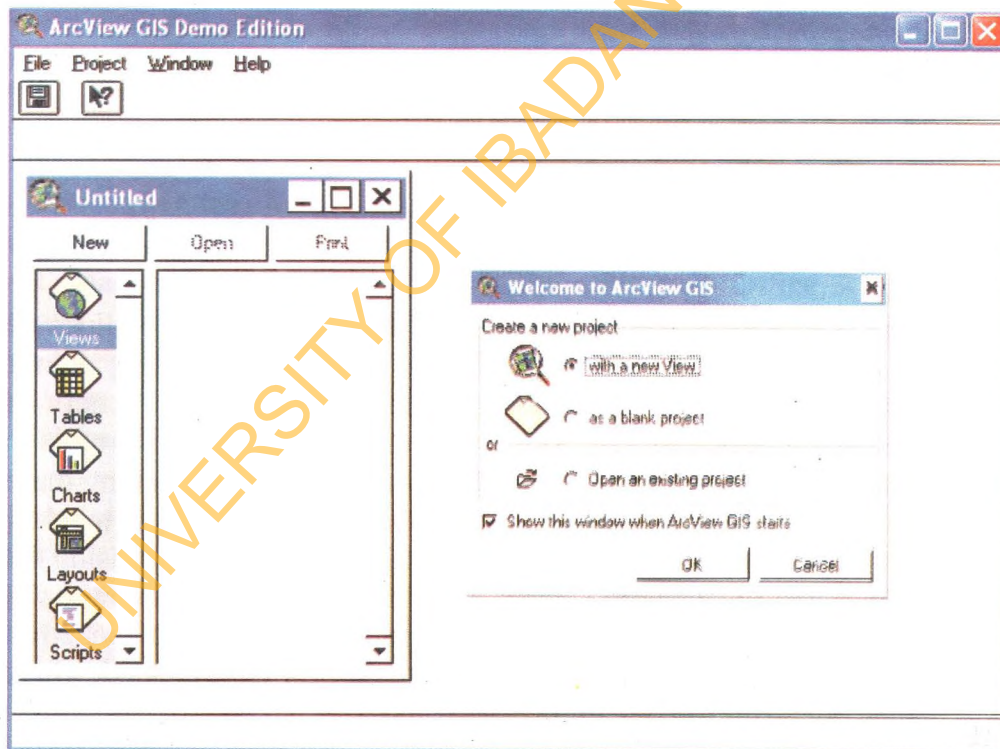 ArcView GIS Demo Edition
File Project Window Help
Untitled
New Open Print
Views
Tables
Charts
Layouts
Scripts
Welcome to ArcView GIS
Create a new project
with a new View
as a blank project
or
Open an existing project
Show this window when ArcView GIS starts
OK Cancel
UNIVERSITY OF IBADAN